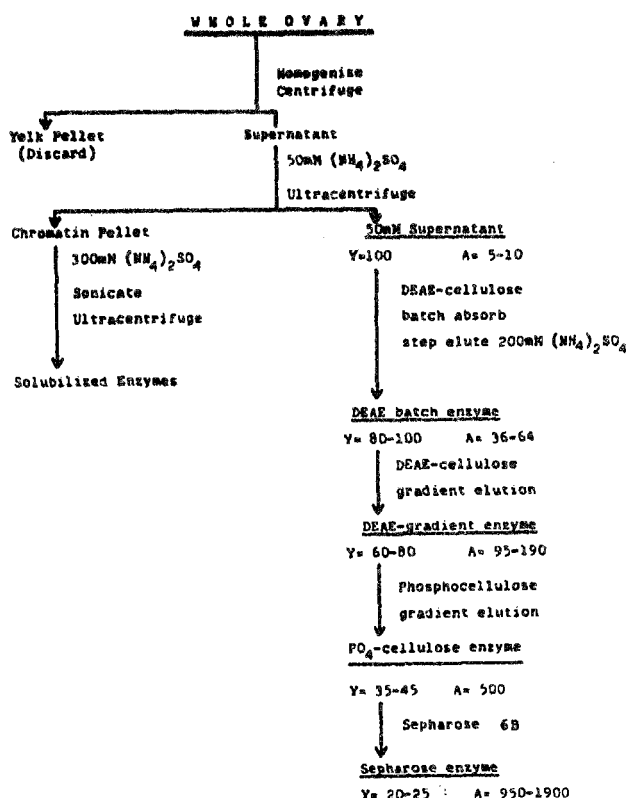 WHOLE OVARY
Homogenize
Centrifuge
Yolk Pellet
(Discard)
Supernatant
50mM (NH4)2SO4
Ultracentrifuge
Chromatin Pellet
50mM Supernatant
300mM (NH4)2SO4
Y=100 A= 5-10
Sonicate
Ultracentrifuge
DEAE-cellulose
batch absorb
step elute 200mM (NH4)2SO4
Solubilized Enzymes
DEAE batch enzyme
Y= 80-100 A= 36-64
DEAE-cellulose
gradient elution
DEAE-gradient enzyme
Y= 60-80 A= 95-190
Phosphocellulose
gradient elution
PO4-cellulose enzyme
Y= 35-45 A= 500
Sepharose 6B
Sepharose enzyme
Y= 20-25 : A= 950-1900